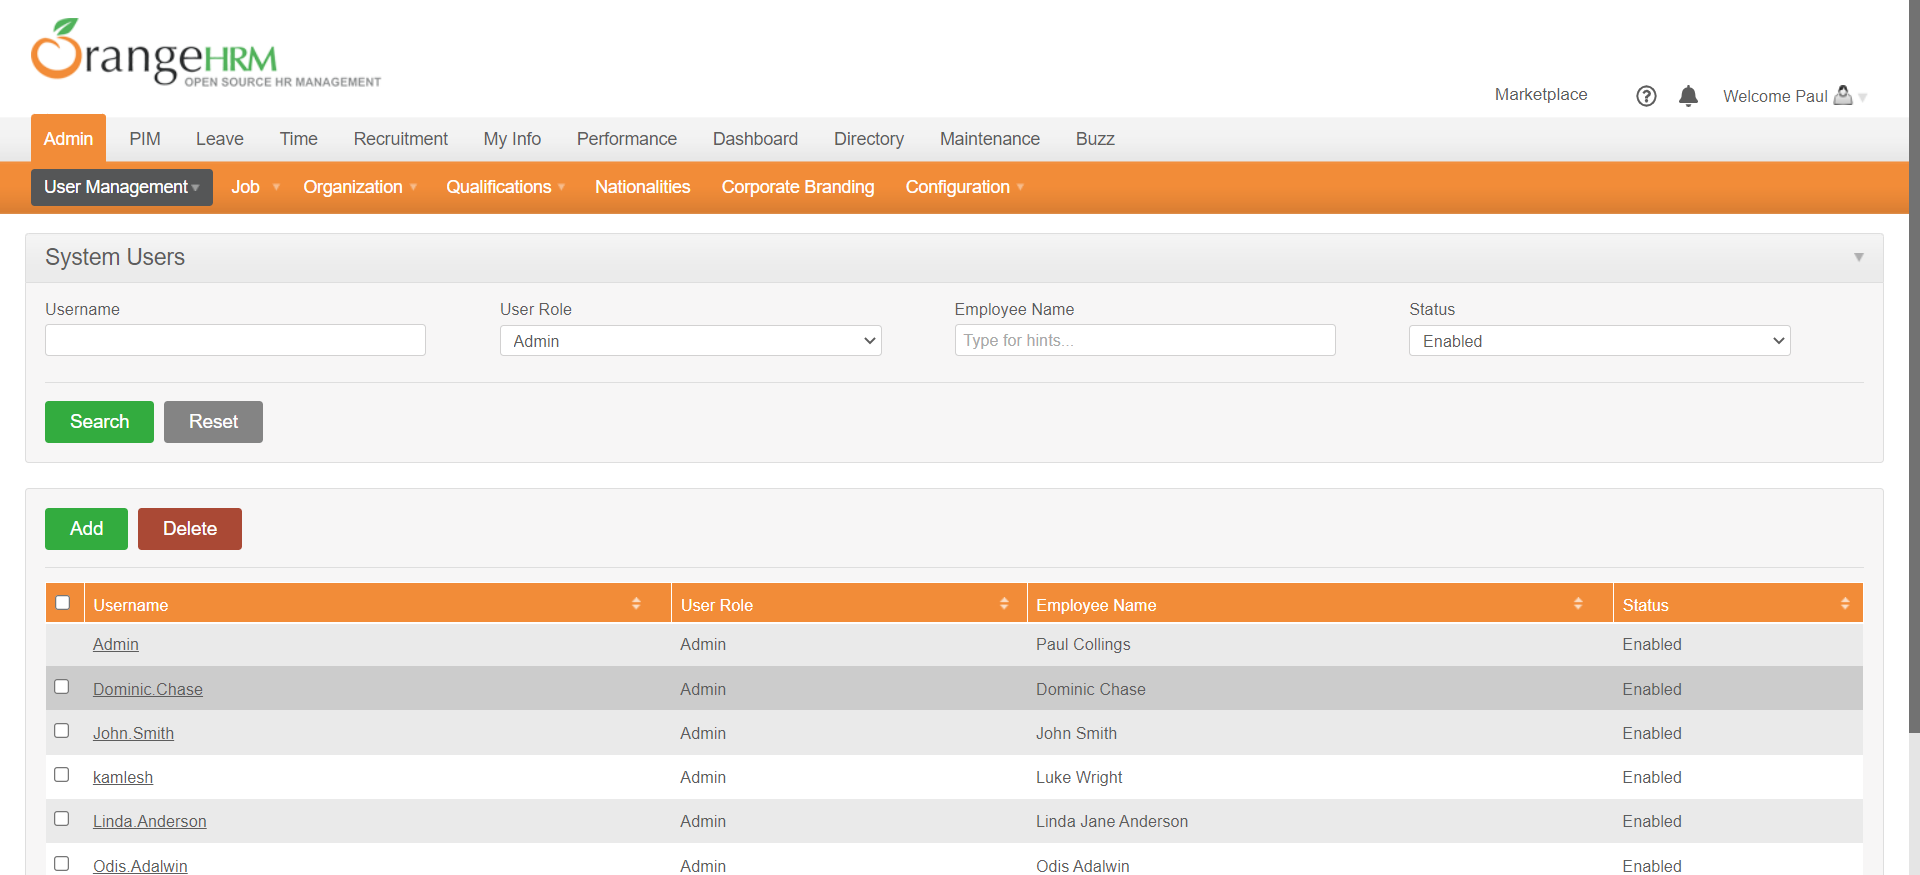 OrangeHRM
OPEN SOURCE HR MANAGEMENT
Marketplace
Welcome Paul
Admin PIM Leave Time Recruitment My Info Performance Dashboard Directory Maintenance Buzz
User Management Job Organization Qualifications Nationalities Corporate Branding Configuration
System Users
Username User Role Employee Name Status
Admin Type for hints... Enabled
Search Reset
Add Delete
Username User Role Employee Name Status
Admin Admin Paul Collings Enabled
Dominic.Chase Admin Dominic Chase Enabled
John.Smith Admin John Smith Enabled
kamlesh Admin Luke Wright Enabled
Linda.Anderson Admin Linda Jane Anderson Enabled
Odis.Adalwin Admin Odis Adalwin Enabled